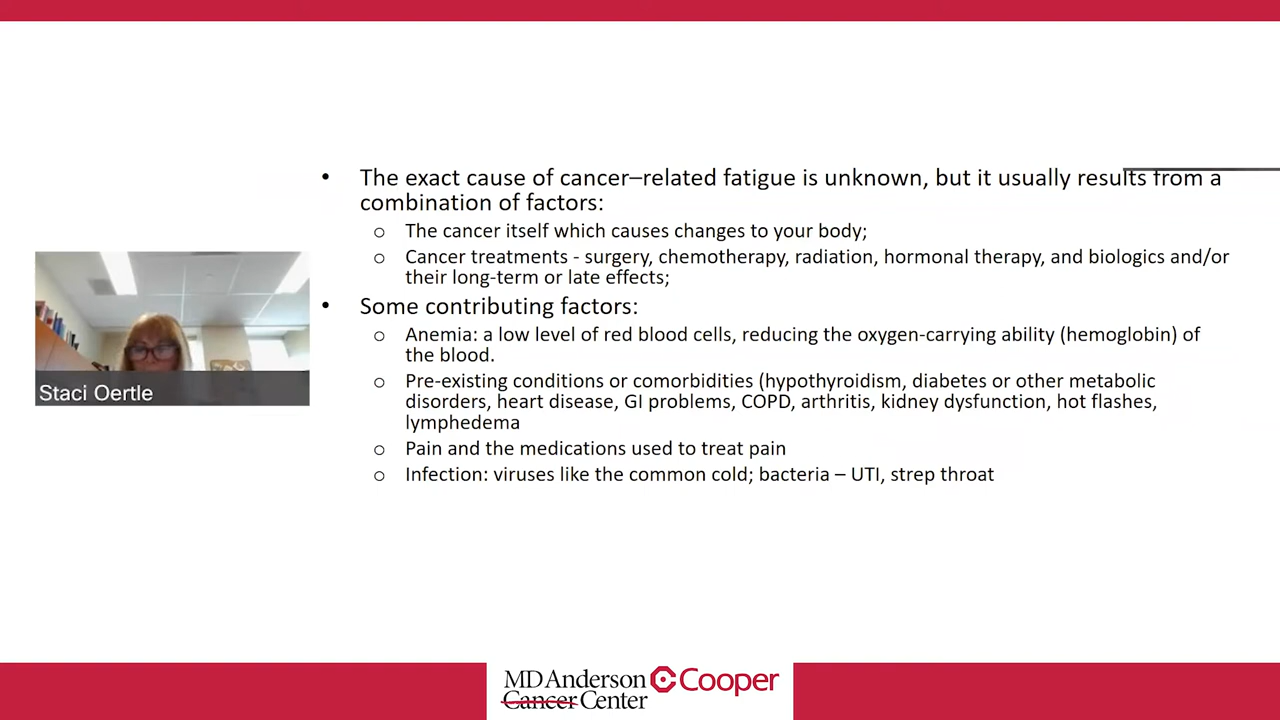 • The exact cause of cancer–related fatigue is unknown, but it usually results from a
combination of factors:
o The cancer itself which causes changes to your body;
o Cancer treatments - surgery, chemotherapy, radiation, hormonal therapy, and biologics and/or
their long-term or late effects;
• Some contributing factors:
o Anemia: a low level of red blood cells, reducing the oxygen-carrying ability (hemoglobin) of
the blood.
o Pre-existing conditions or comorbidities (hypothyroidism, diabetes or other metabolic
disorders, heart disease, GI problems, COPD, arthritis, kidney dysfunction, hot flashes,
lymphedema
o Pain and the medications used to treat pain
o Infection: viruses like the common cold; bacteria – UTI, strep throat
Staci Oertle
MD Anderson
Cancer Center
Cooper